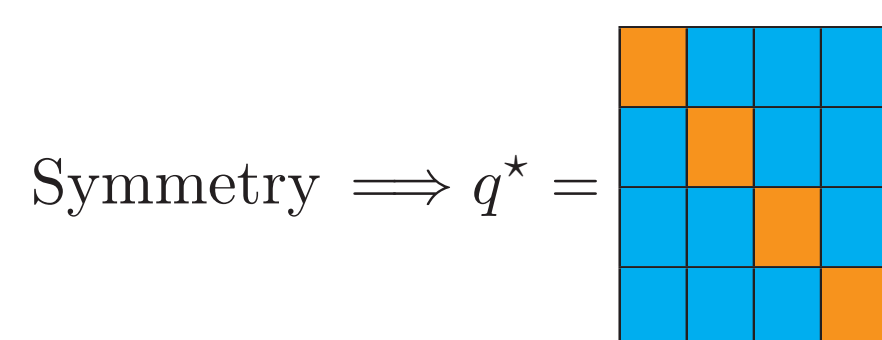 Symmetry ⟹ q⋆ =